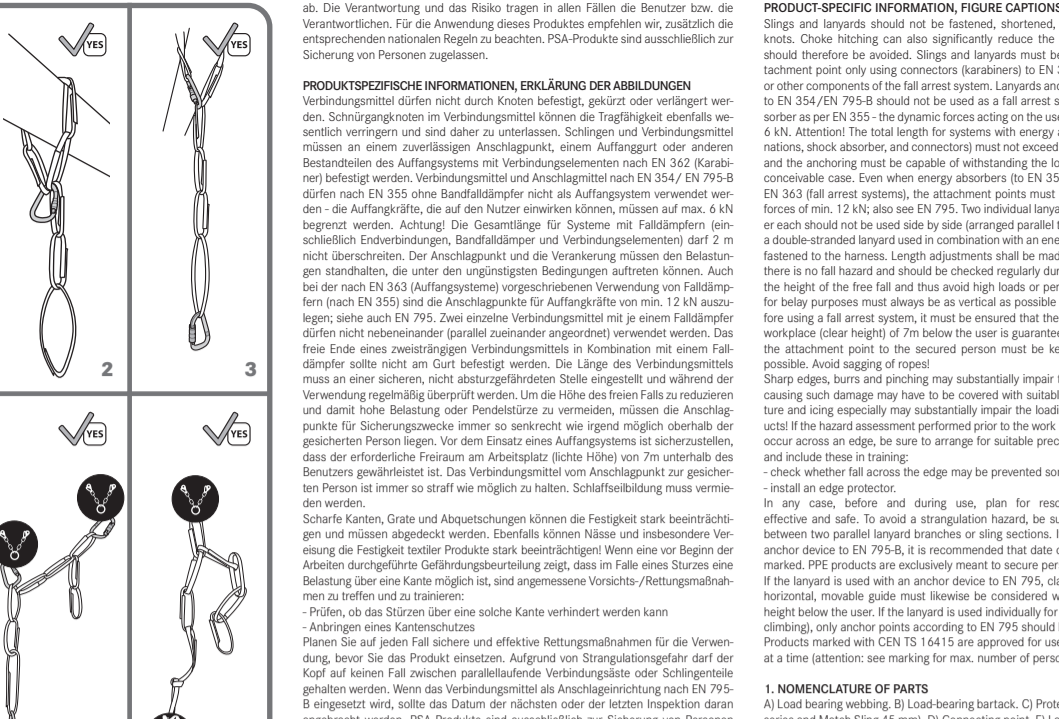 YES
YES
2
3
YES
YES
ab. Die Verantwortung und das Risiko tragen in allen Fällen die Benutzer bzw. die
Verantwortlichen. Für die Anwendung dieses Produktes empfehlen wir, zusätzlich die
entsprechenden nationalen Regeln zu beachten. PSA-Produkte sind ausschließlich zur
Sicherung von Personen zugelassen.
PRODUKTSPEZIFISCHE INFORMATIONEN, ERKLÄRUNG DER ABBILDUNGEN
Verbindungsmittel dürfen nicht durch Knoten befestigt, gekürzt oder verlängert wer-
den. Schnürgangknoten im Verbindungsmittel können die Tragfähigkeit ebenfalls we-
sentlich verringern und sind daher zu unterlassen. Schlingen und Verbindungsmittel
müssen an einem zuverlässigen Anschlagpunkt, einem Auffanggurt oder anderen
Bestandteilen des Auffangsystems mit Verbindungselementen nach EN 362 (Karabi-
ner) befestigt werden. Verbindungsmittel und Anschlagmittel nach EN 354/ EN 795-B
dürfen nach EN 355 ohne Bandfalldämpfer nicht als Auffangsystem verwendet wer-
den - die Auffangkräfte, die auf den Nutzer einwirken können, müssen auf max. 6 kN
begrenzt werden. Achtung! Die Gesamtlänge für Systeme mit Falldämpfern (ein-
schließlich Endverbindungen, Bandfalldämper und Verbindungselementen) darf 2 m
nicht überschreiten. Der Anschlagpunkt und die Verankerung müssen den Belastun-
gen standhalten, die unter den ungünstigsten Bedingungen auftreten können. Auch
bei der nach EN 363 (Auffangsysteme) vorgeschriebenen Verwendung von Falldämp-
fern (nach EN 355) sind die Anschlagpunkte für Auffangkräfte von min. 12 kN auszu-
legen; siehe auch EN 795. Zwei einzelne Verbindungsmittel mit je einem Falldämpfer
dürfen nicht nebeneinander (parallel zueinander angeordnet) verwendet werden. Das
freie Ende eines zweisträngigen Verbindungsmittels in Kombination mit einem Fall-
dämpfer sollte nicht am Gurt befestigt werden. Die Länge des Verbindungsmittels
muss an einer sicheren, nicht absturzgefährdeten Stelle eingestellt und während der
Verwendung regelmäßig überprüft werden. Um die Höhe des freien Falls zu reduzieren
und damit hohe Belastung oder Pendelstürze zu vermeiden, müssen die Anschlag-
punkte für Sicherungszwecke immer so senkrecht wie irgend möglich oberhalb der
gesicherten Person liegen. Vor dem Einsatz eines Auffangsystems ist sicherzustellen,
dass der erforderliche Freiraum am Arbeitsplatz (lichte Höhe) von 7m unterhalb des
Benutzers gewährleistet ist. Das Verbindungsmittel vom Anschlagpunkt zur gesicher-
ten Person ist immer so straff wie möglich zu halten. Schlaffseilbildung muss vermie-
den werden.
Scharfe Kanten, Grate und Abquetschungen können die Festigkeit stark beeinträchti-
gen und müssen abgedeckt werden. Ebenfalls können Nässe und insbesondere Ver-
eisung die Festigkeit textiler Produkte stark beeinträchtigen! Wenn eine vor Beginn der
Arbeiten durchgeführte Gefährdungsbeurteilung zeigt, dass im Falle eines Sturzes eine
Belastung über eine Kante möglich ist, sind angemessene Vorsichts-/Rettungsmaßnah-
men zu treffen und zu trainieren:
- Prüfen, ob das Stürzen über eine solche Kante verhindert werden kann
- Anbringen eines Kantenschutzes
Planen Sie auf jeden Fall sichere und effektive Rettungsmaßnahmen für die Verwen-
dung, bevor Sie das Produkt einsetzen. Aufgrund von Strangulationsgefahr darf der
Kopf auf keinen Fall zwischen parallellaufende Verbindungsstücke oder Schlingenteile
gehalten werden. Wenn das Verbindungsmittel als Anschlageinrichtung nach EN 795-
B eingesetzt wird, sollte das Datum der nächsten oder der letzten Inspektion daran
angebracht werden. PSA-Produkte sind ausschließlich zur Sicherung von Personen
PRODUCT-SPECIFIC INFORMATION, FIGURE CAPTIONS
Slings and lanyards should not be fastened, shortened,
knots. Choke hitching can also significantly reduce the
should therefore be avoided. Slings and lanyards must be
tachment point only using connectors (karabiners) to EN
or other components of the fall arrest system. Lanyards and
to EN 354/EN 795-B should not be used as a fall arrest
sorber as per EN 355 - the dynamic forces acting on the
6 kN. Attention! The total length for systems with energy
nations, shock absorber, and connectors) must not exceed
and the anchoring must be capable of withstanding the
conceivable case. Even when energy absorbers (to EN
EN 363 (fall arrest systems), the attachment points must
forces of min. 12 kN; also see EN 795. Two individual
er each should not be used side by side (arranged parallel
a double-stranded lanyard used in combination with an
fastened to the harness. Length adjustments shall be
there is no fall hazard and should be checked regularly
the height of the free fall and thus avoid high loads or
for belay purposes must always be as vertical as possible
fore using a fall arrest system, it must be ensured that the
workplace (clear height) of 7m below the user is
the attachment point to the secured person must be
possible. Avoid sagging of ropes!
Sharp edges, burrs and pinching may substantially impair
causing such damage may have to be covered with
ture and icing especially may substantially impair the
ucts! If the hazard assessment performed prior to the work
occur across an edge, be sure to arrange for suitable
and include these in training:
- check whether fall across the edge may be prevented
- install an edge protector.
In any case, before and during use, plan for
effective and safe. To avoid a strangulation hazard, be
between two parallel lanyard branches or sling sections.
anchor device to EN 795-B, it is recommended that date
marked. PPE products are exclusively meant to secure
If the lanyard is used with an anchor device to EN 795,
horizontal, movable guide must likewise be considered
height below the user. If the lanyard is used individually for
climbing), only anchor points according to EN 795 should
Products marked with CEN TS 16415 are approved for
at a time (attention: see marking for max. number of
1. NOMENCLATURE OF PARTS
A) Load bearing webbing. B) Load-bearing bartack. C)